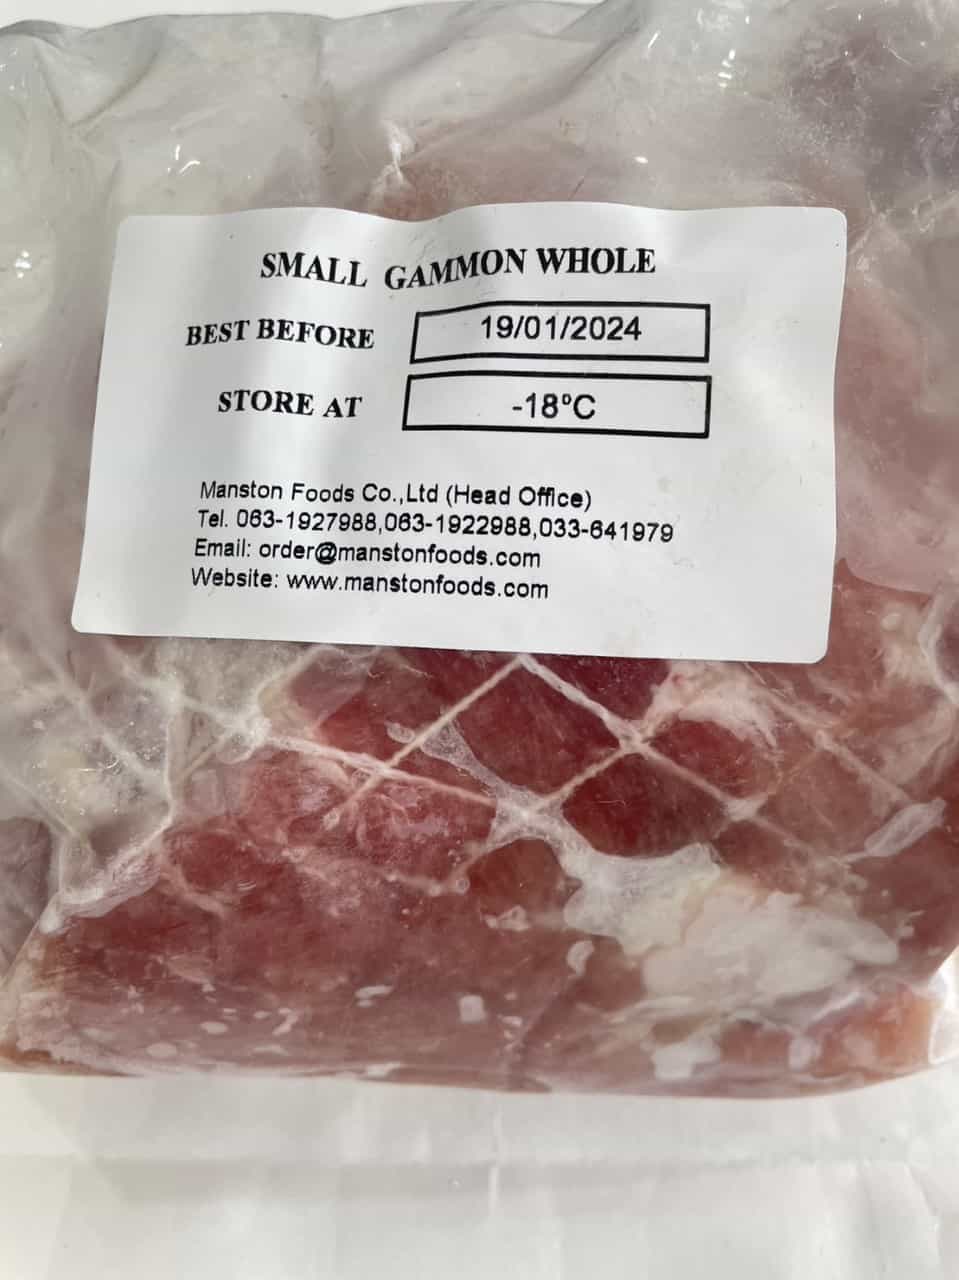 SMALL GAMMON WHOLE
BEST BEFORE 19/01/2024
STORE AT -18°C
Manston Foods Co.,Ltd (Head Office)
Tel. 063-1927988,063-1922988,033-641979
Email: order@manstonfoods.com
Website: www.manstonfoods.com